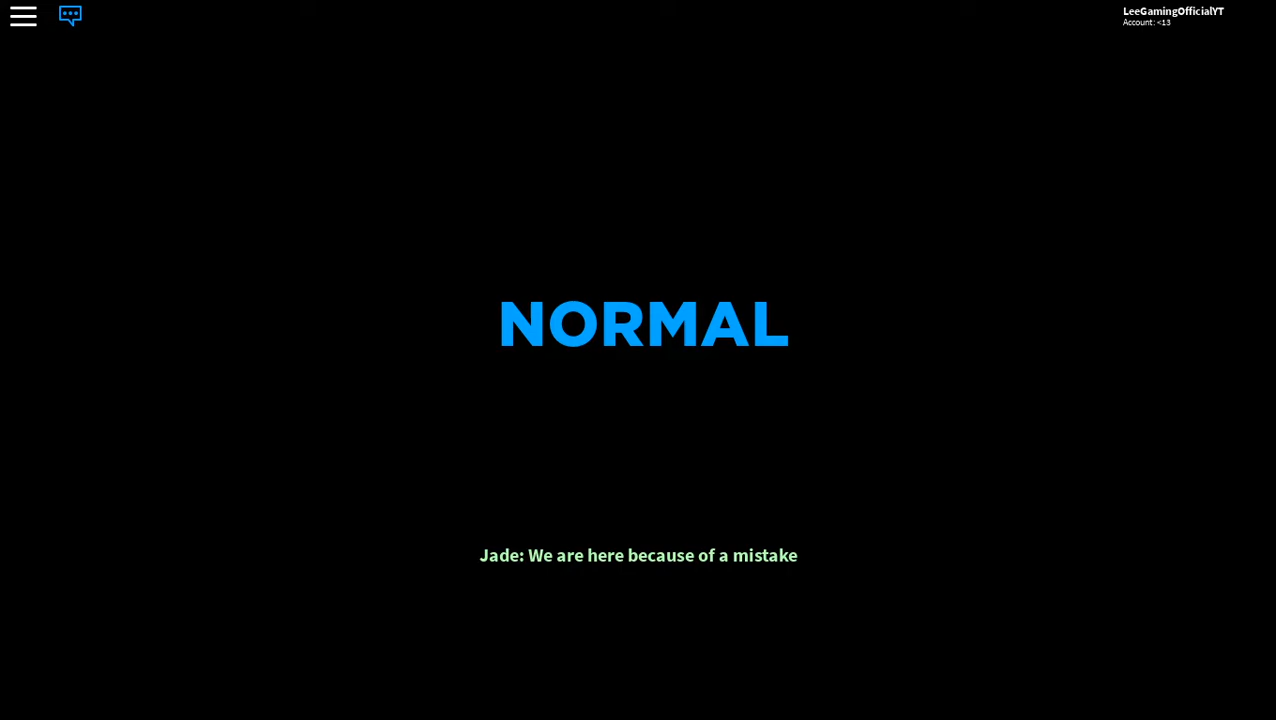 LeeGamingOfficialYT
Account: <13
NORMAL
Jade: We are here because of a mistake